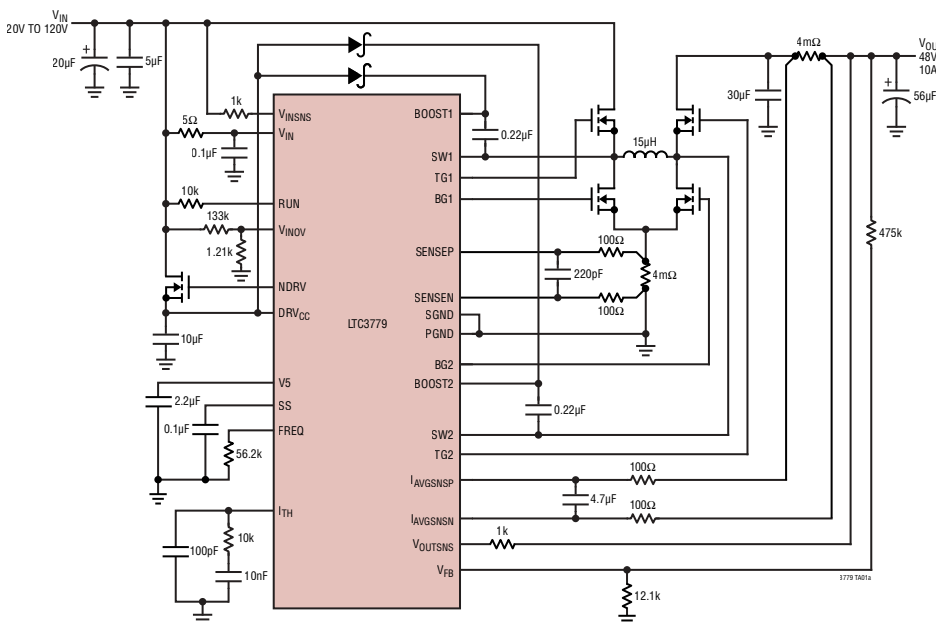 VIN
20V TO 120V
20µF
+
5µF
1k
5Ω
0.1µF
10k
133k
1.21k
10µF
2.2µF
0.1µF
56.2k
100pF
10k
10nF
VINSNS
VIN
RUN
VINOV
NDRV
DRVCC
V5
SS
FREQ
ITH
LTC3779
BOOST1
SW1
TG1
BG1
SENSEP
SENSEN
SGND
PGND
BG2
BOOST2
SW2
TG2
IAVGSNSP
IAVGSNSN
VOUTSNS
VFB
0.22µF
15µH
100Ω
220pF
4mΩ
100Ω
0.22µF
100Ω
4.7µF
100Ω
1k
12.1k
30µF
4mΩ
VOU
48V
10A
+
56µF
475k
3779 TA01a